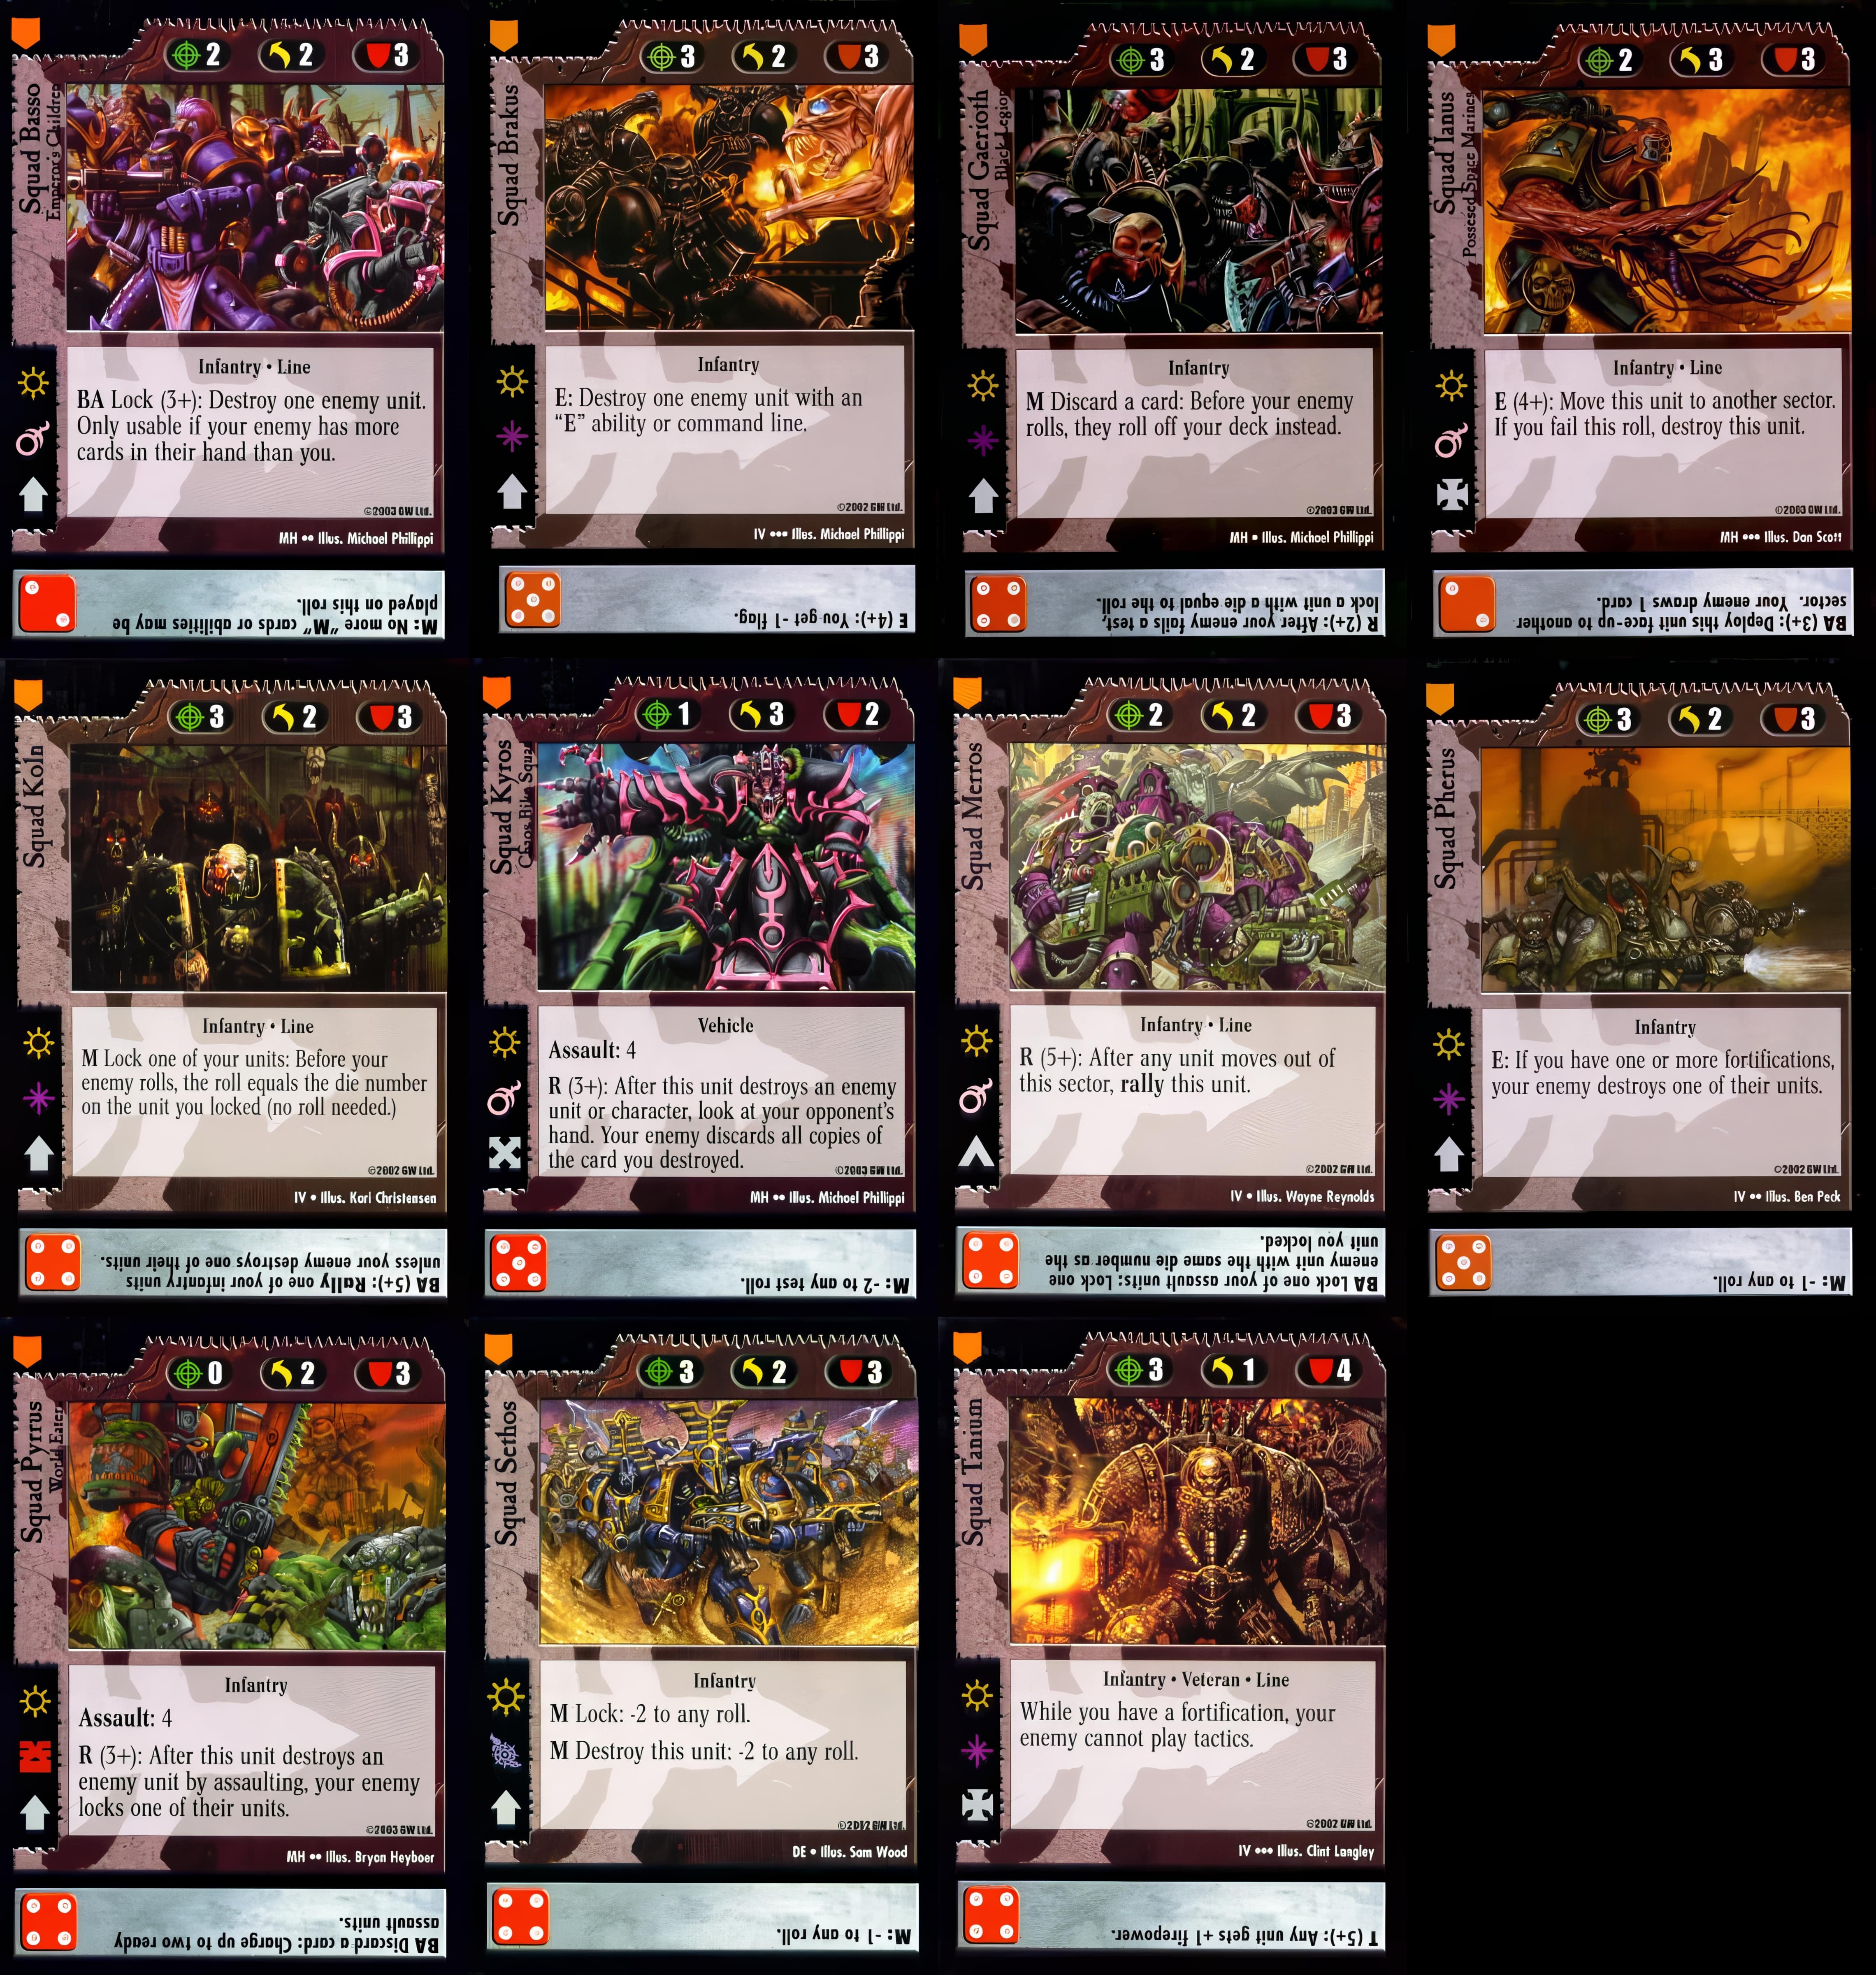 2 2 3
Squad Basso
Emperor's Children
Infantry • Line
BA Lock (3+): Destroy one enemy unit.
Only usable if your enemy has more
cards in their hand than you.
©2003 GW Ltd.
MH •• Illus. Michael Phillippi
M: No more "M" cards or abilities may be
played on this roll.
3 2 3
Squad Brakus
Infantry
E: Destroy one enemy unit with an
"E" ability or command line.
©2002 GW Ltd.
IV ••• Illus. Michael Phillippi
E (4+): You get -1 flag.
3 2 3
Squad Gaerioth
Black Legion
Infantry
M Discard a card: Before your enemy
rolls, they roll off your deck instead.
©2003 GW Ltd.
MH • Illus. Michael Phillippi
R (2+): After your enemy fails a test,
lock a unit with a die equal to the roll.
2 3 3
Squad Ianus
Possessed Space Marines
Infantry • Line
E (4+): Move this unit to another sector.
If you fail this roll, destroy this unit.
©2003 GW Ltd.
MH ••• Illus. Dan Scott
BA (3+): Deploy this unit face-up to another
sector. Your enemy draws 1 card.
3 2 3
Squad Koln
Infantry • Line
M Lock one of your units: Before your
enemy rolls, the roll equals the die number
on the unit you locked (no roll needed.)
©2002 GW Ltd.
IV • Illus. Karl Christensen
BA (5+): Rally one of your infantry units
unless your enemy destroys one of their units.
1 3 2
Squad Kyros
Chaos Bike Squad
Vehicle
Assault: 4
R (3+): After this unit destroys an enemy
unit or character, look at your opponent's
hand. Your enemy discards all copies of
the card you destroyed.
©2003 GW Ltd.
MH •• Illus. Michael Phillippi
M: -2 to any test roll.
2 2 3
Squad Merros
Infantry • Line
R (5+): After any unit moves out of
this sector, rally this unit.
©2002 GW Ltd.
IV • Illus. Wayne Reynolds
BA Lock one of your assault units: Lock one
enemy unit with the same die number as the
unit you locked.
3 2 3
Squad Pherus
Infantry
E: If you have one or more fortifications,
your enemy destroys one of their units.
©2002 GW Ltd.
IV •• Illus. Ben Peck
M: -1 to any roll.
0 2 3
Squad Pyrrus
World Eaters
Infantry
Assault: 4
R (3+): After this unit destroys an
enemy unit by assaulting, your enemy
locks one of their units.
©2003 GW Ltd.
MH •• Illus. Bryon Heyboer
BA Discard a card: Charge up to two ready
assault units.
3 2 3
Squad Sethos
Infantry
M Lock: -2 to any roll.
M Destroy this unit: -2 to any roll.
©2002 GW Ltd.
DE • Illus. Sam Wood
M: -1 to any roll.
3 1 4
Squad Tanium
Infantry • Veteran • Line
While you have a fortification, your
enemy cannot play tactics.
©2002 GW Ltd.
IV ••• Illus. Clint Langley
T (5+): Any unit gets +1 firepower.